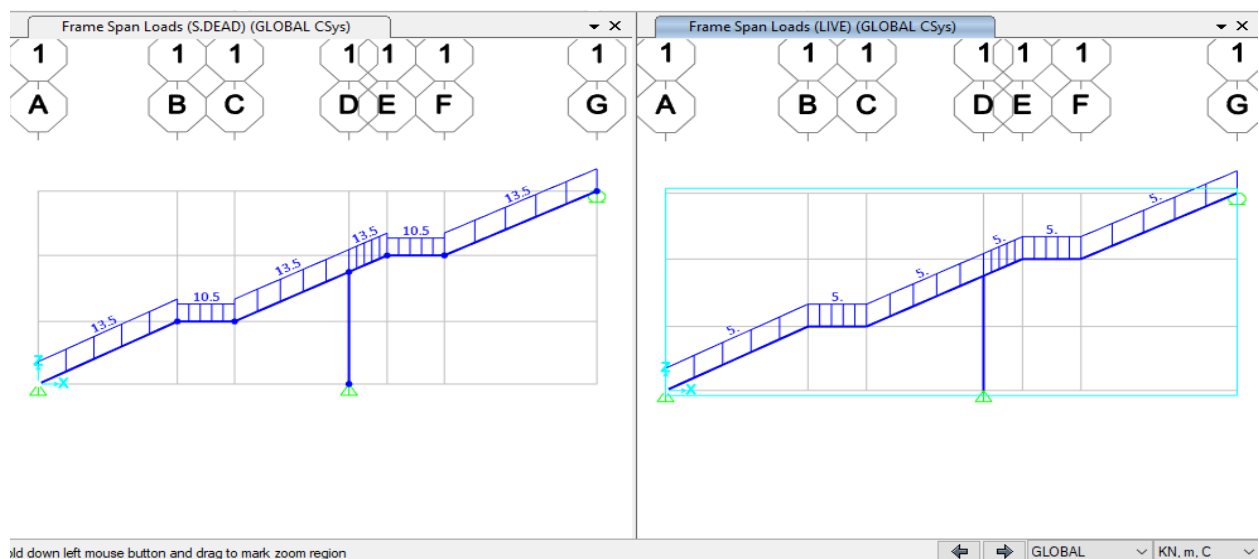 Frame Span Loads (S.DEAD) (GLOBAL CSys)
1 1 1 1 1 1 1
A B C D E F G
13.5
10.5
13.5
13.5
10.5
13.5
Z
X
Frame Span Loads (LIVE) (GLOBAL CSys)
1 1 1 1 1 1 1
A B C D E F G
5.
5.
5.
5.
5.
5.
Z
X
old down left mouse button and drag to mark zoom region
GLOBAL
KN, m, C